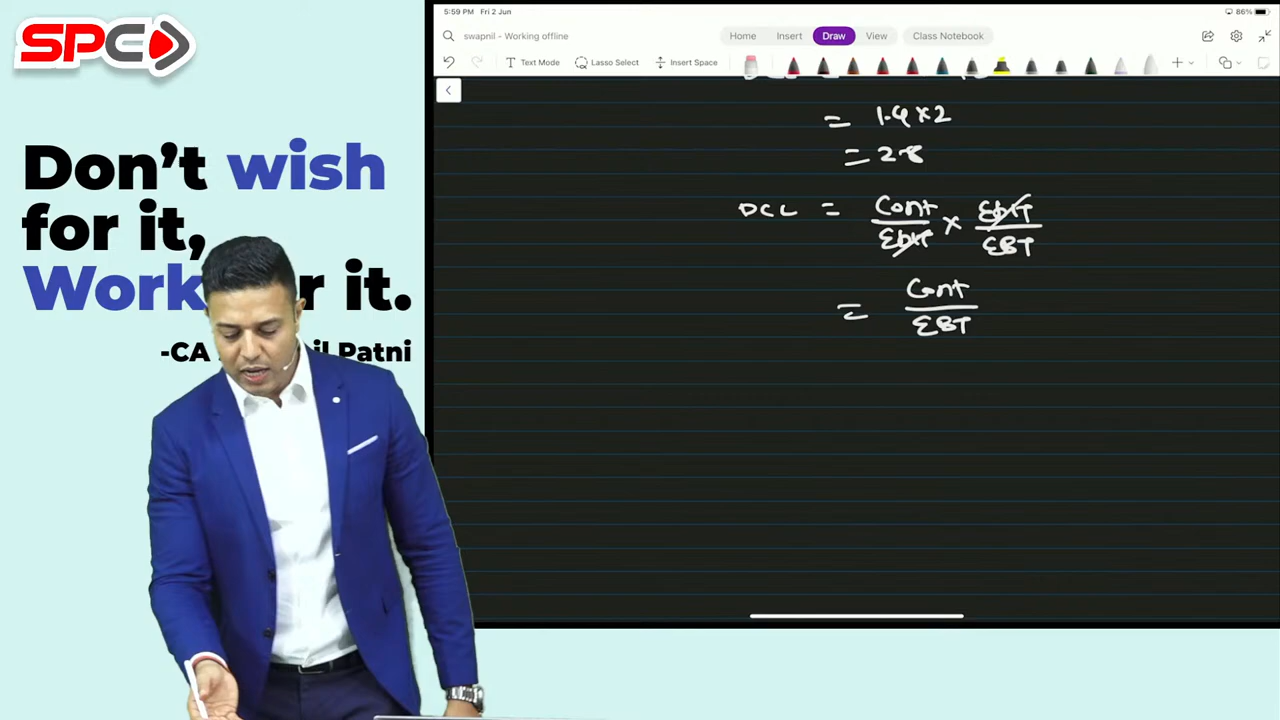 SPC
Don't wish
for it,
Work r it.
-CA il Patni
5:59 PM Fri 2 Jun
86%
swapnil - Working offline
Home Insert Draw View Class Notebook
Text Mode Lasso Select Insert Space
= 1.4 × 2
= 2.8
DCL = Cont / EbIT × EbIT / EBT
= Cont / EBT